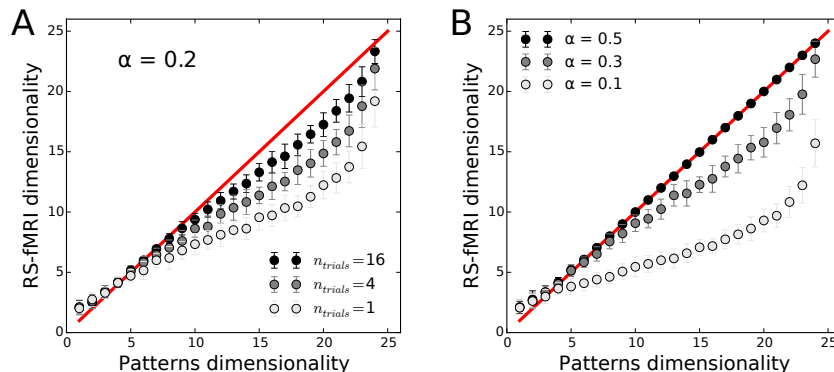 A
α = 0.2
RS-fMRI dimensionality
25
20
15
10
5
0
n_trials=16
n_trials=4
n_trials=1
0 5 10 15 20 25
Patterns dimensionality
B
α = 0.5
α = 0.3
α = 0.1
RS-fMRI dimensionality
25
20
15
10
5
0
0 5 10 15 20 25
Patterns dimensionality